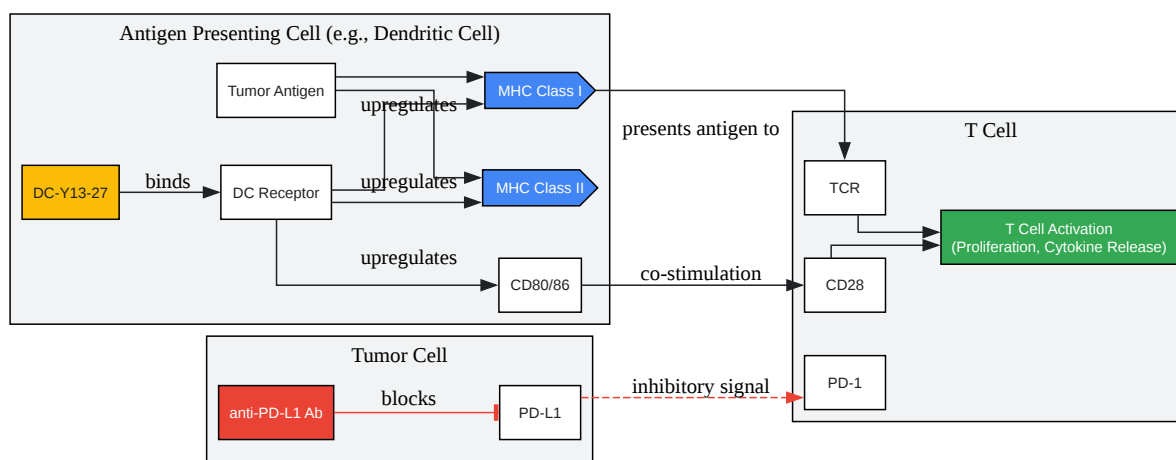 Antigen Presenting Cell (e.g., Dendritic Cell)
Tumor Antigen
MHC Class I
upregulates
presents antigen to
T Cell
DC-Y13-27
binds
DC Receptor
upregulates
MHC Class II
TCR
T Cell Activation
(Proliferation, Cytokine Release)
upregulates
CD80/86
co-stimulation
CD28
Tumor Cell
anti-PD-L1 Ab
blocks
PD-L1
inhibitory signal
PD-1